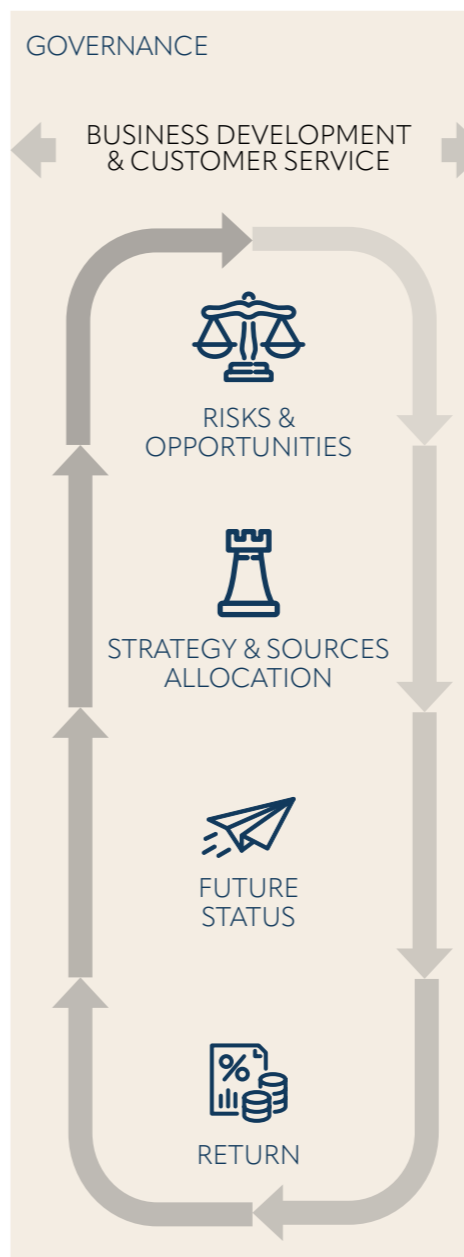 GOVERNANCE
BUSINESS DEVELOPMENT
& CUSTOMER SERVICE
RISKS &
OPPORTUNITIES
STRATEGY & SOURCES
ALLOCATION
FUTURE
STATUS
%
RETURN